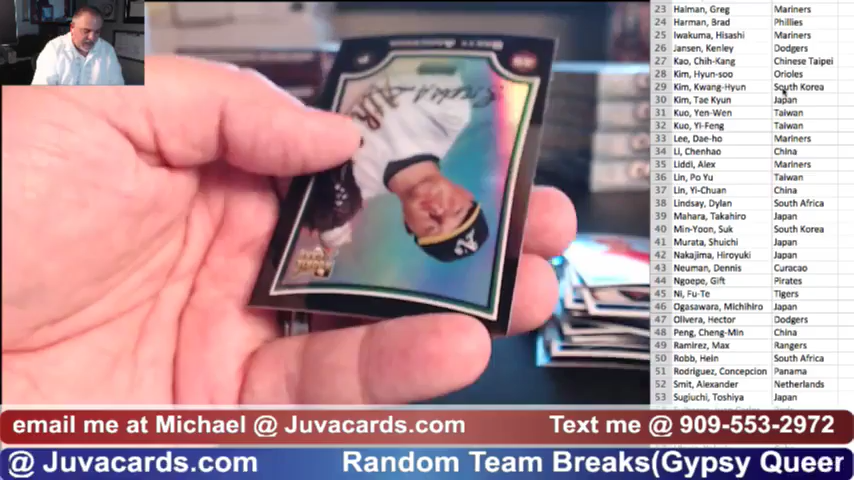 23 Halman, Greg Mariners
24 Harman, Brad Phillies
25 Iwakuma, Hisashi Mariners
26 Jansen, Kenley Dodgers
27 Kao, Chih-Kang Chinese Taipei
28 Kim, Hyun-soo Orioles
29 Kim, Kwang-Hyun South Korea
30 Kim, Tae Kyun Japan
31 Kuo, Yen-Wen Taiwan
32 Kuo, Yi-Feng Taiwan
33 Lee, Dae-ho Mariners
34 Li, Chenhao China
35 Liddi, Alex Mariners
36 Lin, Po Yu Taiwan
37 Lin, Yi-Chuan China
38 Lindsay, Dylan South Africa
39 Mahara, Takahiro Japan
40 Min-Yoon, Suk South Korea
41 Murata, Shuichi Japan
42 Nakajima, Hiroyuki Japan
43 Neuman, Dennis Curacao
44 Ngoepe, Gift Pirates
45 Ni, Fu-Te Tigers
46 Ogasawara, Michihiro Japan
47 Olivera, Hector Dodgers
48 Peng, Cheng-Min China
49 Ramirez, Max Rangers
50 Robb, Hein South Africa
51 Rodriguez, Concepcion Panama
52 Smit, Alexander Netherlands
53 Sugiuchi, Toshiya Japan
email me at Michael @ Juvacards.com Text me @ 909-553-2972
@ Juvacards.com Random Team Breaks(Gypsy Queer